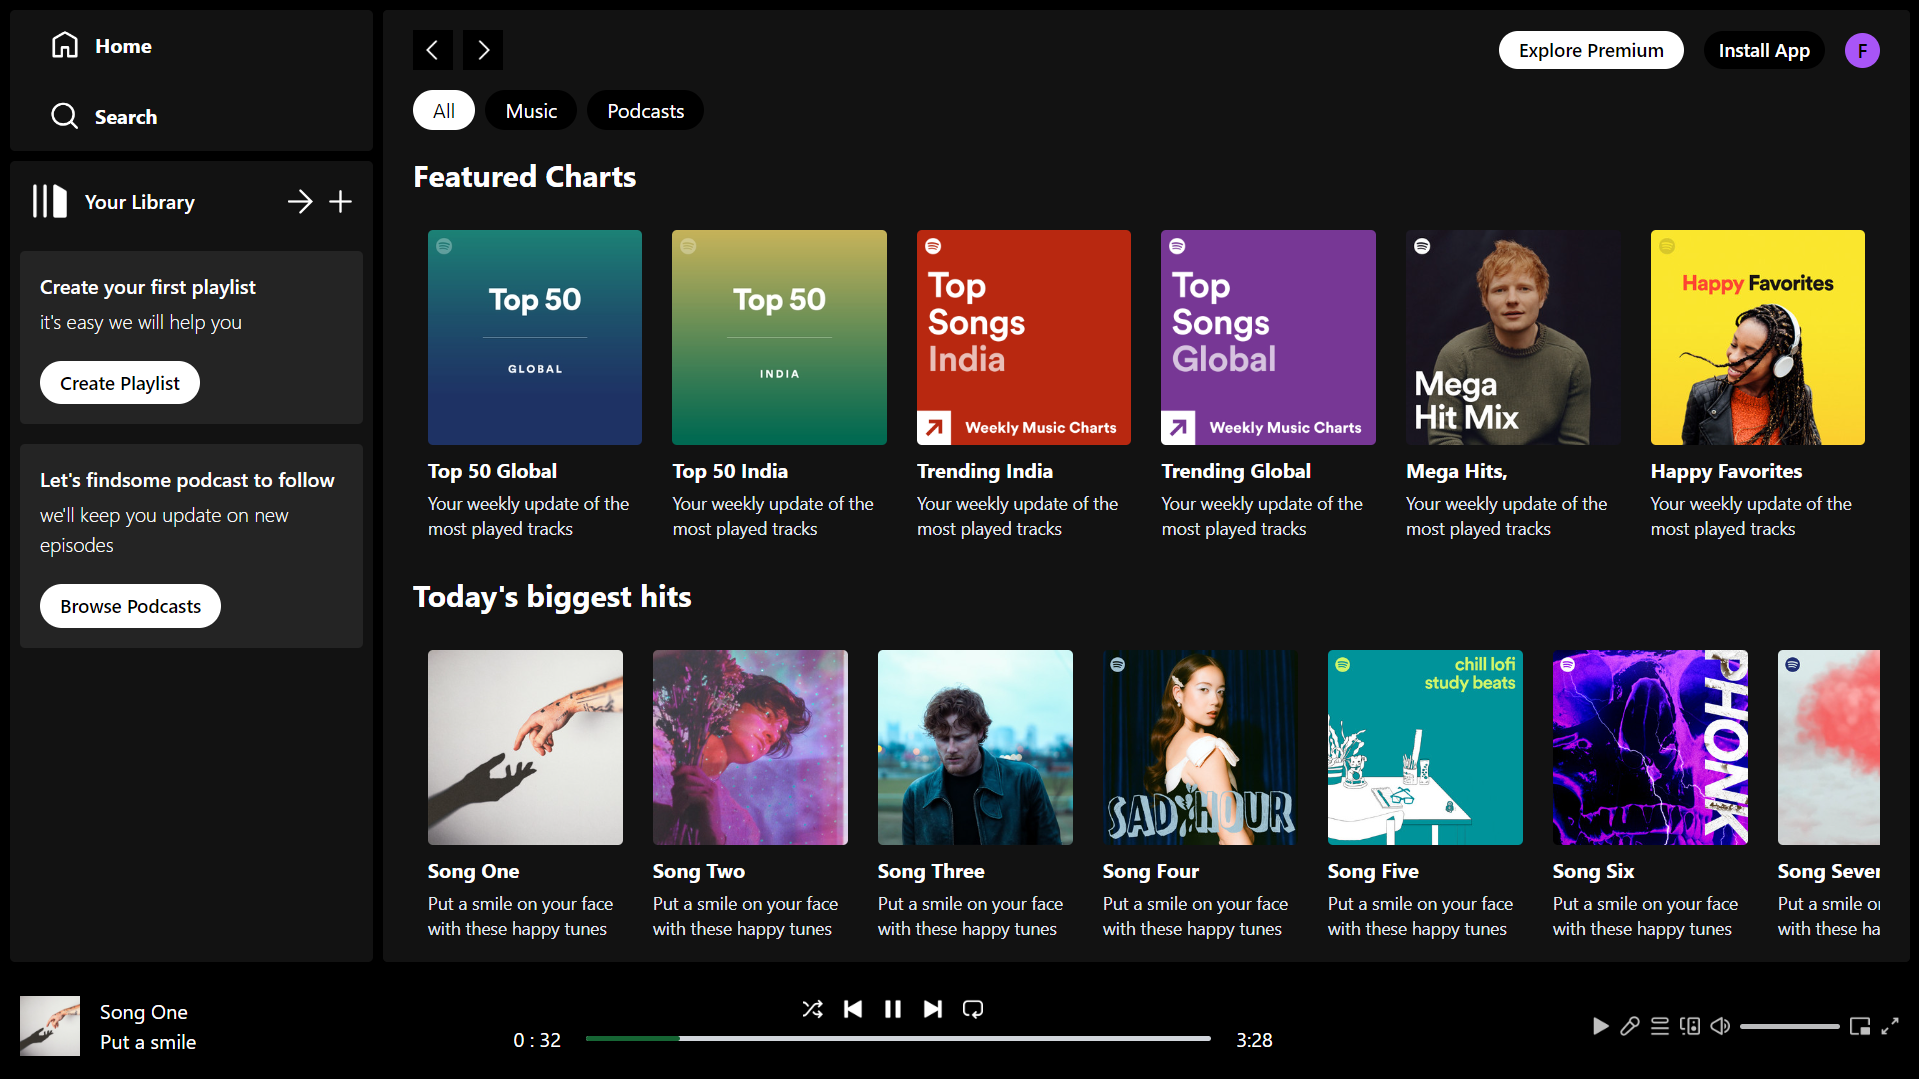 Home
Search
Your Library
Create your first playlist
it's easy we will help you
Create Playlist
Let's findsome podcast to follow
we'll keep you update on new
episodes
Browse Podcasts
Explore Premium
Install App
F
All
Music
Podcasts
Featured Charts
Top 50
GLOBAL
Top 50 Global
Your weekly update of the
most played tracks
Top 50
INDIA
Top 50 India
Your weekly update of the
most played tracks
Top
Songs
India
Weekly Music Charts
Trending India
Your weekly update of the
most played tracks
Top
Songs
Global
Weekly Music Charts
Trending Global
Your weekly update of the
most played tracks
Mega
Hit Mix
Mega Hits,
Your weekly update of the
most played tracks
Happy Favorites
Happy Favorites
Your weekly update of the
most played tracks
Today's biggest hits
Song One
Put a smile on your face
with these happy tunes
Song Two
Put a smile on your face
with these happy tunes
Song Three
Put a smile on your face
with these happy tunes
SAD HOUR
Song Four
Put a smile on your face
with these happy tunes
chill lofi
study beats
Song Five
Put a smile on your face
with these happy tunes
PHONK
Song Six
Put a smile on your face
with these happy tunes
Song Seven
Put a smile on
with these ha
Song One
Put a smile
0 : 32
3:28